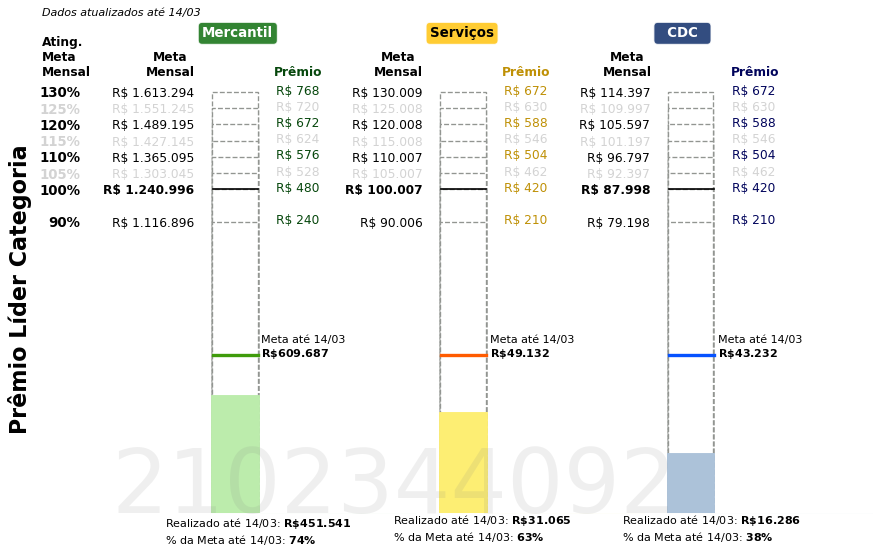 Dados atualizados até 14/03
Mercantil Serviços CDC
Ating.
Meta Meta Meta Meta
Mensal Mensal Prêmio Mensal Prêmio Mensal Prêmio
130% R$ 1.613.294 R$ 768 R$ 130.009 R$ 672 R$ 114.397 R$ 672
125% R$ 1.551.245 R$ 720 R$ 125.008 R$ 630 R$ 109.997 R$ 630
120% R$ 1.489.195 R$ 672 R$ 120.008 R$ 588 R$ 105.597 R$ 588
115% R$ 1.427.145 R$ 624 R$ 115.008 R$ 546 R$ 101.197 R$ 546
110% R$ 1.365.095 R$ 576 R$ 110.007 R$ 504 R$ 96.797 R$ 504
105% R$ 1.303.045 R$ 528 R$ 105.007 R$ 462 R$ 92.397 R$ 462
100% R$ 1.240.996 R$ 480 R$ 100.007 R$ 420 R$ 87.998 R$ 420
90% R$ 1.116.896 R$ 240 R$ 90.006 R$ 210 R$ 79.198 R$ 210
Prêmio Líder Categoria
Meta até 14/03 Meta até 14/03 Meta até 14/03
R$609.687 R$49.132 R$43.232
2102344092
Realizado até 14/03: R$451.541 Realizado até 14/03: R$31.065 Realizado até 14/03: R$16.286
% da Meta até 14/03: 74% % da Meta até 14/03: 63% % da Meta até 14/03: 38%